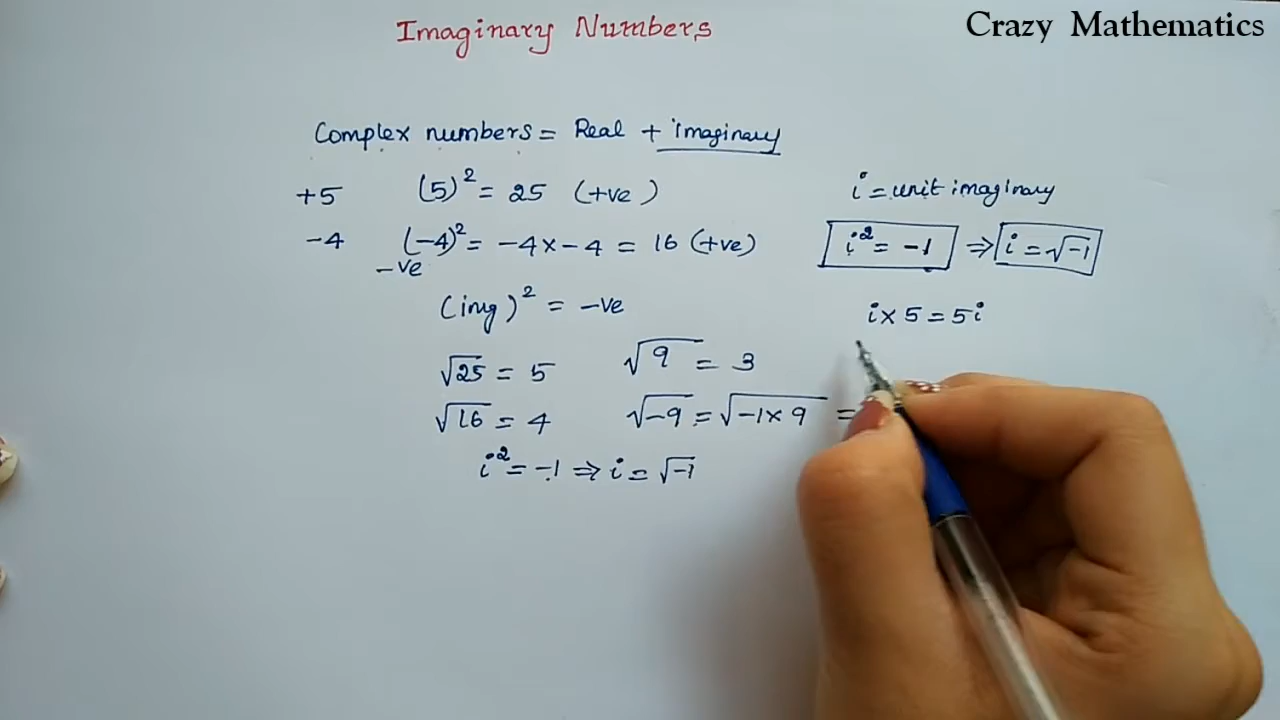 Imaginary Numbers
Crazy Mathematics
Complex numbers = Real + imaginary
+5 (5)² = 25 (+ve)
-4 (-4)² = -4 x -4 = 16 (+ve)
-ve
(img)² = -ve
√25 = 5 √9 = 3
√16 = 4 √-9 = √-1 x 9 =
i² = -1 ⇒ i = √-1
i = unit imaginary
i² = -1 ⇒ i = √-1
i x 5 = 5i